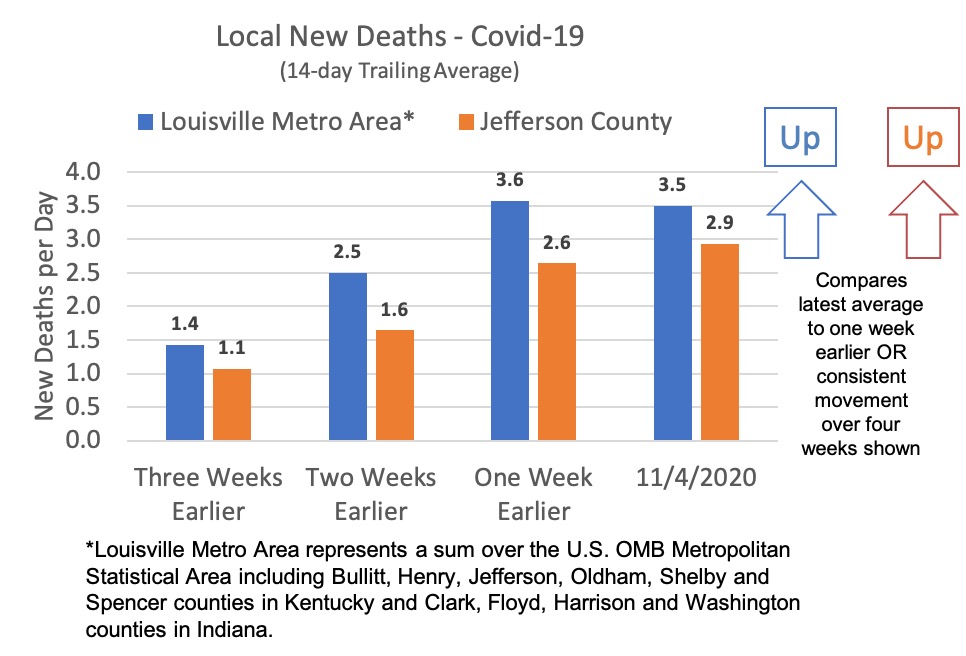 Local New Deaths - Covid-19
(14-day Trailing Average)
Louisville Metro Area* Jefferson County
Up Up
New Deaths per Day
4.0
3.5
3.0
2.5
2.0
1.5
1.0
0.5
0.0
1.4
1.1
2.5
1.6
3.6
2.6
3.5
2.9
Three Weeks
Earlier
Two Weeks
Earlier
One Week
Earlier
11/4/2020
Compares
latest average
to one week
earlier OR
consistent
movement
over four
weeks shown
*Louisville Metro Area represents a sum over the U.S. OMB Metropolitan
Statistical Area including Bullitt, Henry, Jefferson, Oldham, Shelby and
Spencer counties in Kentucky and Clark, Floyd, Harrison and Washington
counties in Indiana.